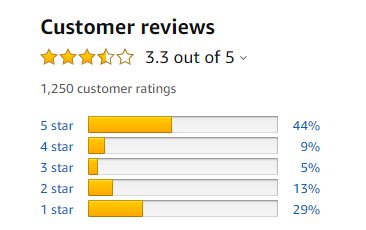 Customer reviews
3.3 out of 5
1,250 customer ratings
5 star 44%
4 star 9%
3 star 5%
2 star 13%
1 star 29%